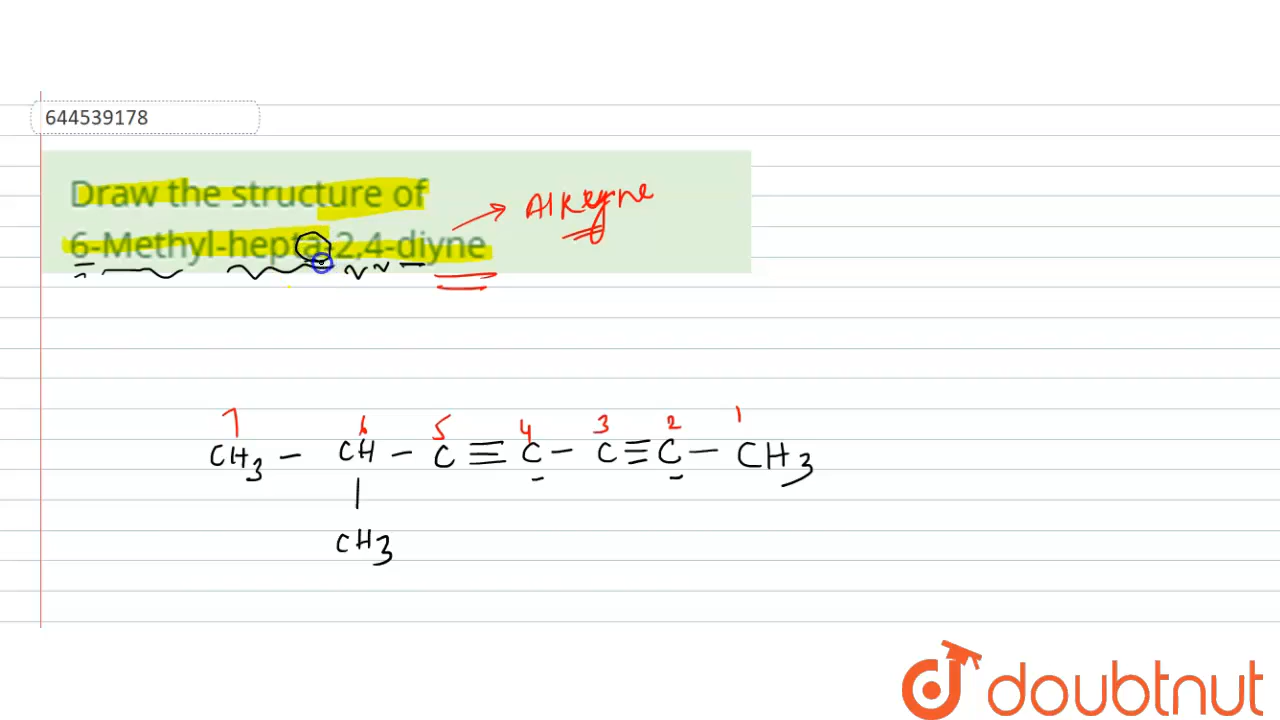 644539178
Draw the structure of
6-Methyl-hepta-2,4-diyne
→ Alkyne
7 6 5 4 3 2 1
CH3 - CH - C ≡ C - C ≡ C - CH3
|
CH3
doubtnut